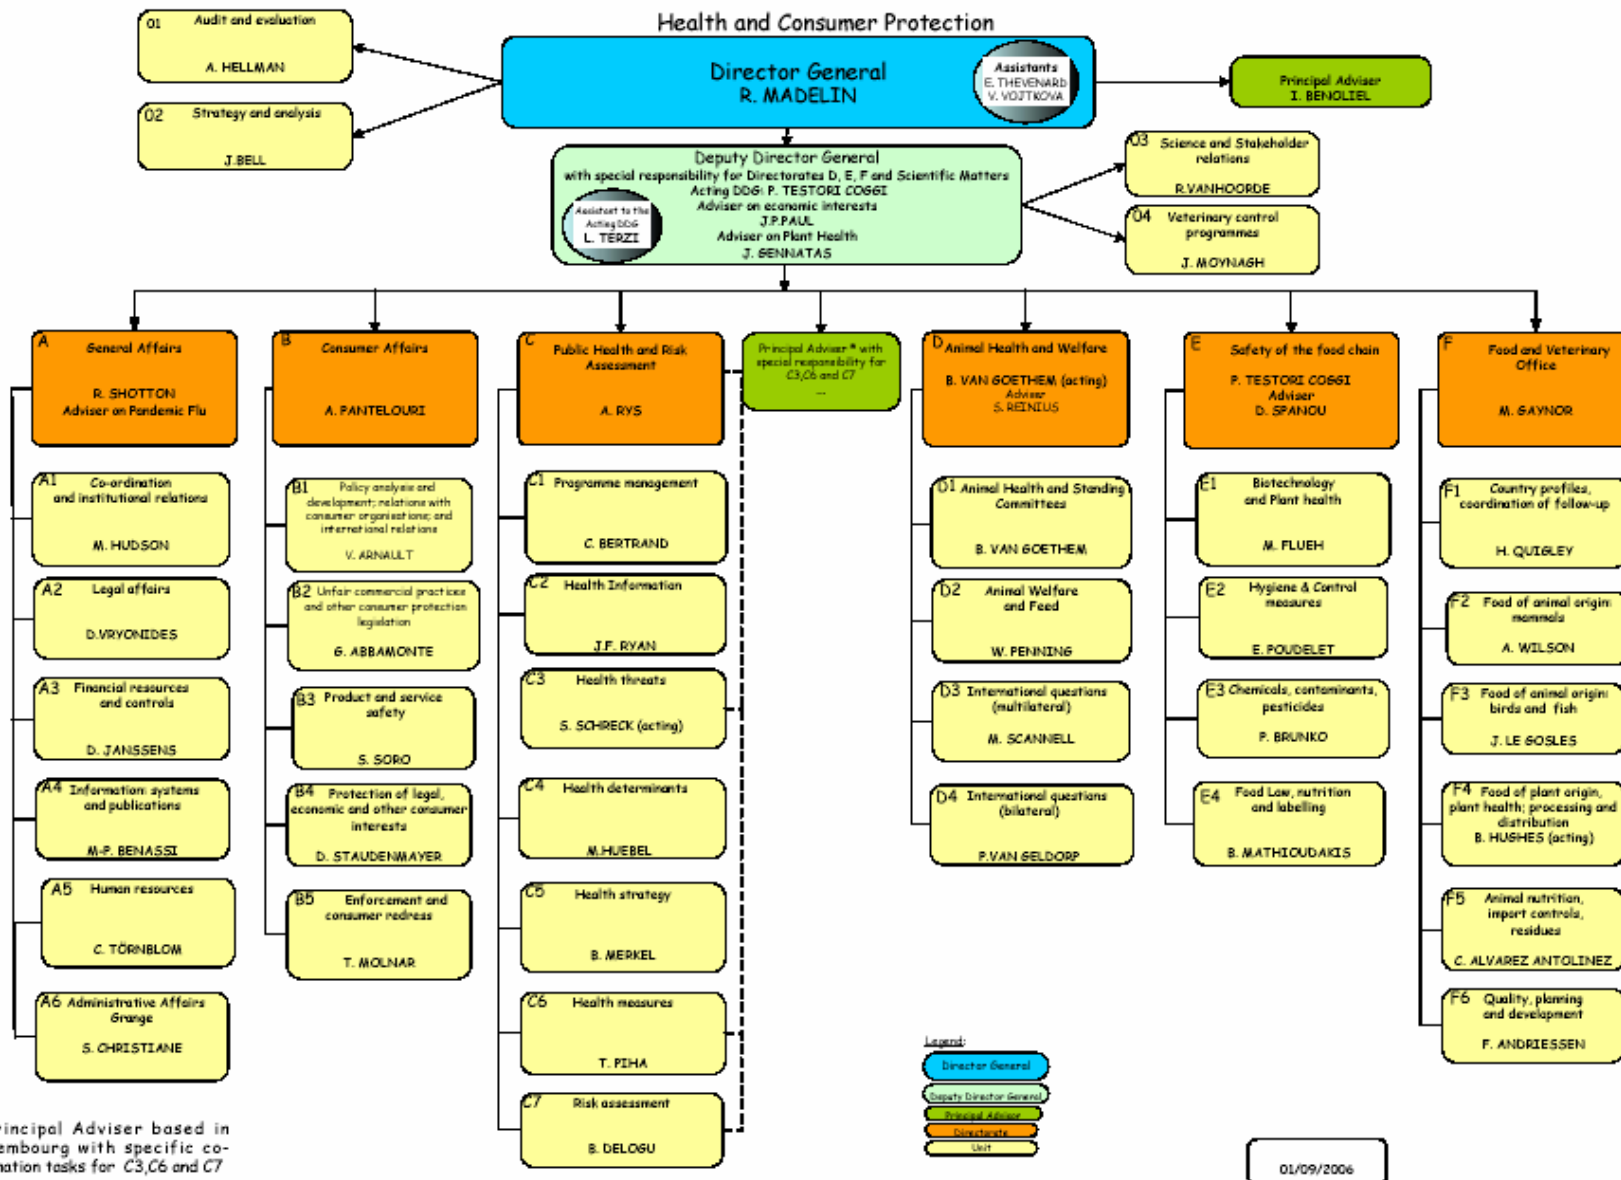 Health and Consumer Protection
01 Audit and evaluation
A. HELLMAN
02 Strategy and analysis
J.BELL
Director General
R. MADELIN
Assistants
E. THEVENARD
V. VOJTKOVA
Principal Adviser
I. BENOLIEL
Deputy Director General
with special responsibility for Directorates D, E, F and Scientific Matters
Acting DDG: P. TESTORI COGGI
Adviser on economic interests
J.P.PAUL
Adviser on Plant Health
J. GENNATAS
Assistant to the
Acting DDG
L. TERZI
03 Science and Stakeholder
relations
R.VANHOORDE
04 Veterinary control
programmes
J. MOYNAGH
A General Affairs
R. SHOTTON
Adviser on Pandemic Flu
A1 Co-ordination
and institutional relations
M. HUDSON
A2 Legal affairs
D.VRYONIDES
A3 Financial resources
and controls
D. JANSSENS
A4 Information: systems
and publications
M-P. BENASSI
A5 Human resources
C. TÖRNBLOM
A6 Administrative Affairs
Grange
S. CHRISTIANE
B Consumer Affairs
A. PANTELOURI
B1 Policy analysis and
development; relations with
consumer organisations; and
international relations
V. ARNAULT
B2 Unfair commercial practices
and other consumer protection
legislation
G. ABBAMONTE
B3 Product and service
safety
S. SORO
B4 Protection of legal,
economic and other consumer
interests
D. STAUDENMAYER
B5 Enforcement and
consumer redress
T. MOLNAR
C Public Health and Risk
Assessment
A. RYS
C1 Programme management
C. BERTRAND
C2 Health Information
J.F. RYAN
C3 Health threats
S. SCHRECK (acting)
C4 Health determinants
M.HUEBEL
C5 Health strategy
B. MERKEL
C6 Health measures
T. PIHA
C7 Risk assessment
B. DELOGU
Principal Adviser * with
special responsibility for
C3,C6 and C7
...
D Animal Health and Welfare
B. VAN GOETHEM (acting)
Adviser
S. REINIUS
D1 Animal Health and Standing
Committees
B. VAN GOETHEM
D2 Animal Welfare
and Feed
W. PENNING
D3 International questions
(multilateral)
M. SCANNELL
D4 International questions
(bilateral)
P.VAN GELDORP
E Safety of the food chain
P. TESTORI COGGI
Adviser
D. SPANOU
E1 Biotechnology
and Plant health
M. FLUEH
E2 Hygiene & Control
measures
E. POUDELET
E3 Chemicals, contaminants,
pesticides
P. BRUNKO
E4 Food Law, nutrition
and labelling
B. MATHIOUDAKIS
F Food and Veterinary
Office
M. GAYNOR
F1 Country profiles,
coordination of follow-up
H. QUIGLEY
F2 Food of animal origin:
mammals
A. WILSON
F3 Food of animal origin:
birds and fish
J. LE GOSLES
F4 Food of plant origin,
plant health; processing and
distribution
B. HUGHES (acting)
F5 Animal nutrition,
import controls,
residues
C. ALVAREZ ANTOLINEZ
F6 Quality, planning
and development
F. ANDRIESSEN
Legend:
Director General
Deputy Director General
Principal Advisor
Directorate
Unit
rincipal Adviser based in
embourg with specific co-
nation tasks for C3,C6 and C7
01/09/2006